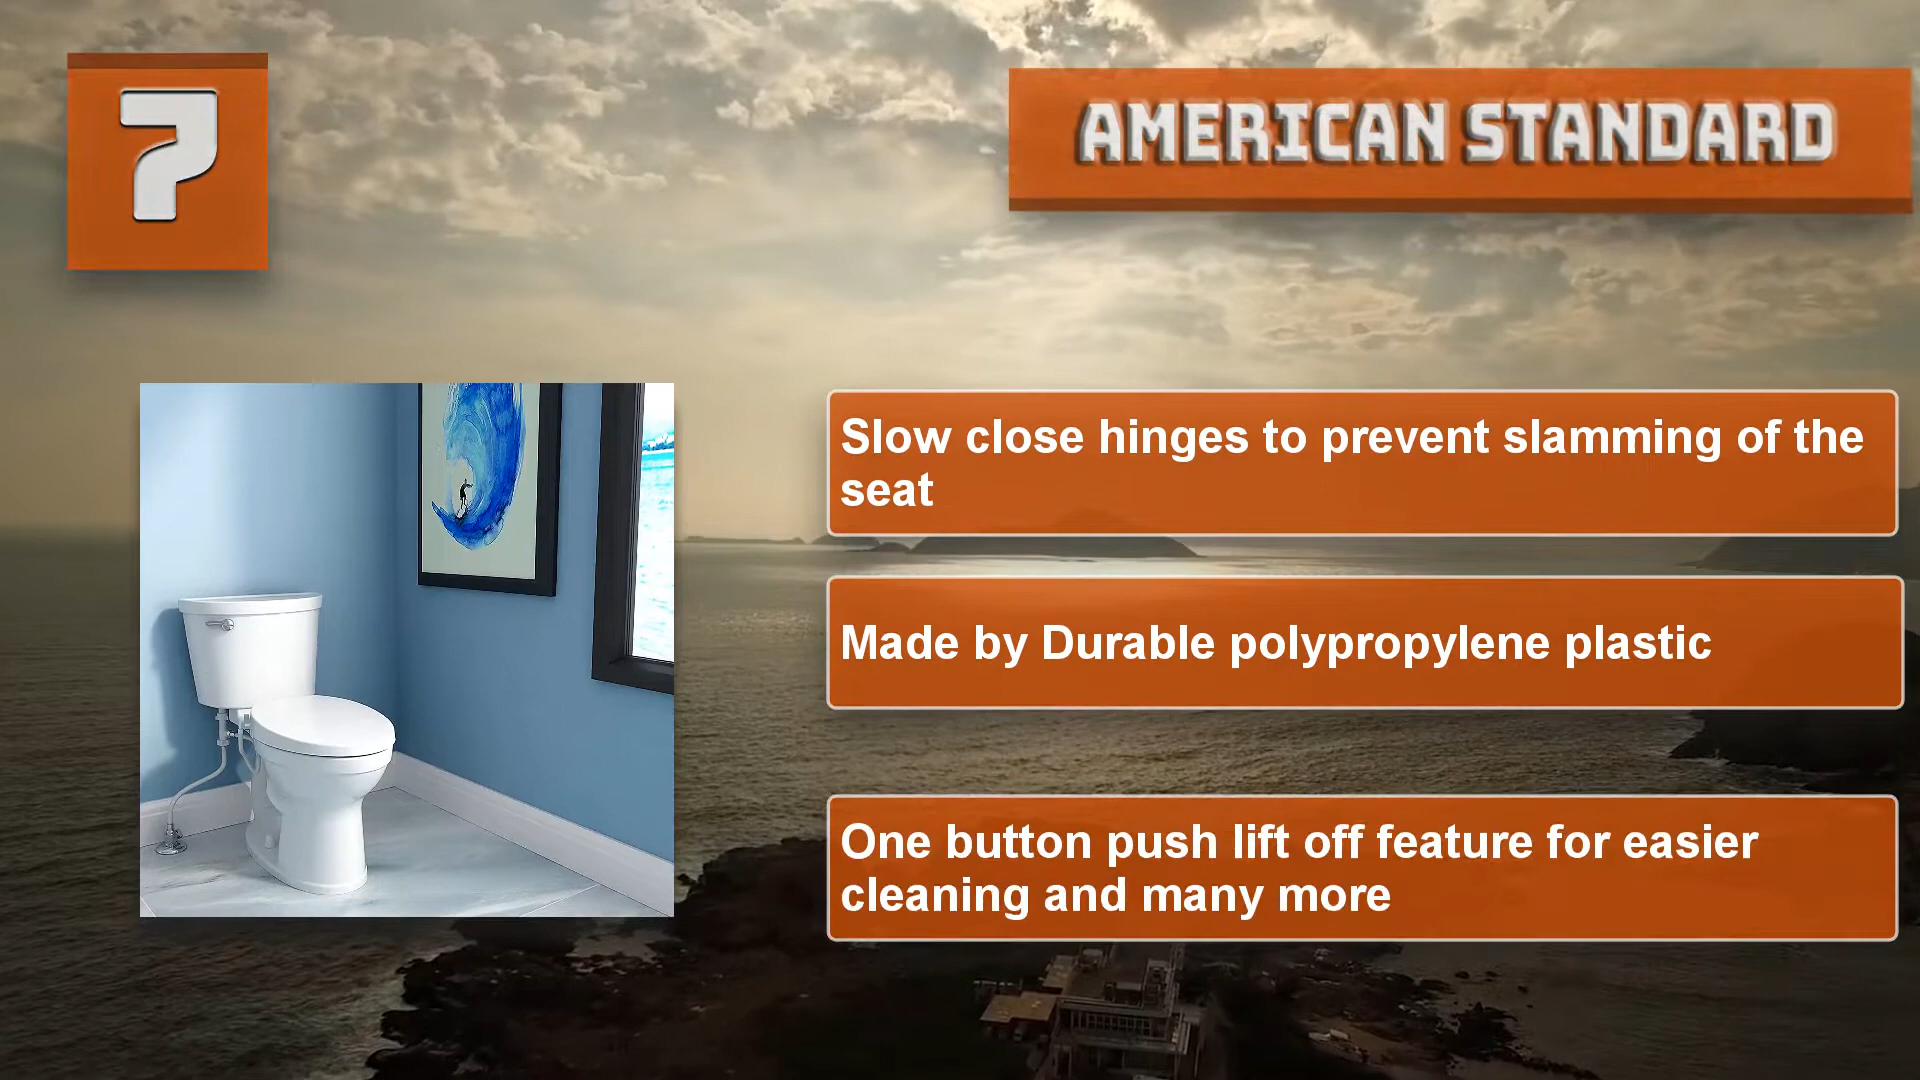 7
AMERICAN STANDARD
Slow close hinges to prevent slamming of the
seat
Made by Durable polypropylene plastic
One button push lift off feature for easier
cleaning and many more